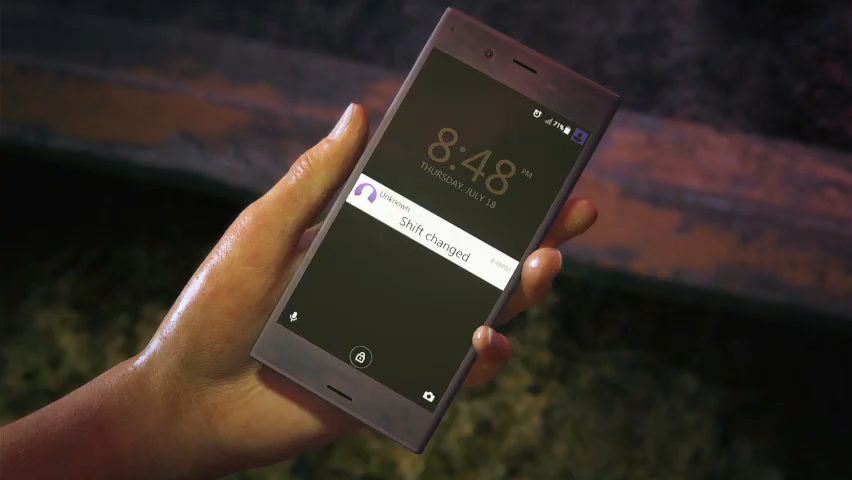 71%
8:48 PM
THURSDAY, JULY 18
Unknown
Shift changed
8:48PM